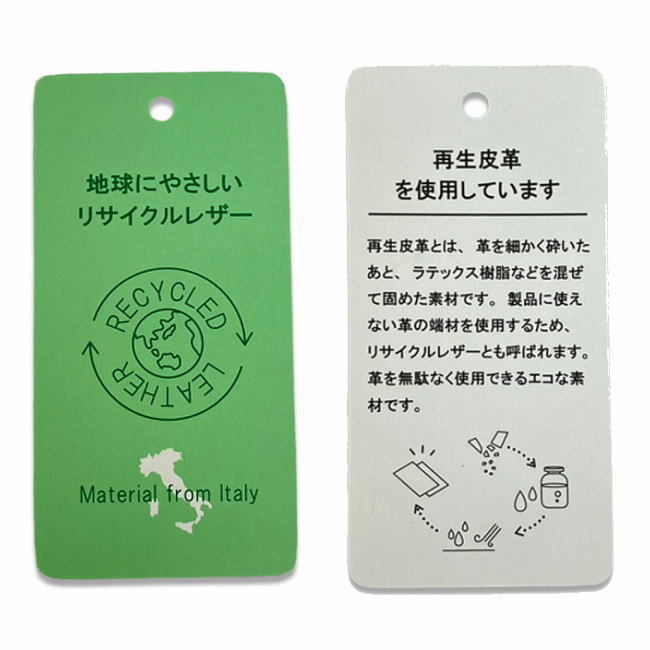 地球にやさしい
リサイクルレザー
RECYCLED
LEATHER
Material from Italy
再生皮革
を使用しています
再生皮革とは、革を細かく砕いた
あと、ラテックス樹脂などを混ぜ
て固めた素材です。製品に使え
ない革の端材を使用するため、
リサイクルレザーとも呼ばれます。
革を無駄なく使用できるエコな素
材です。